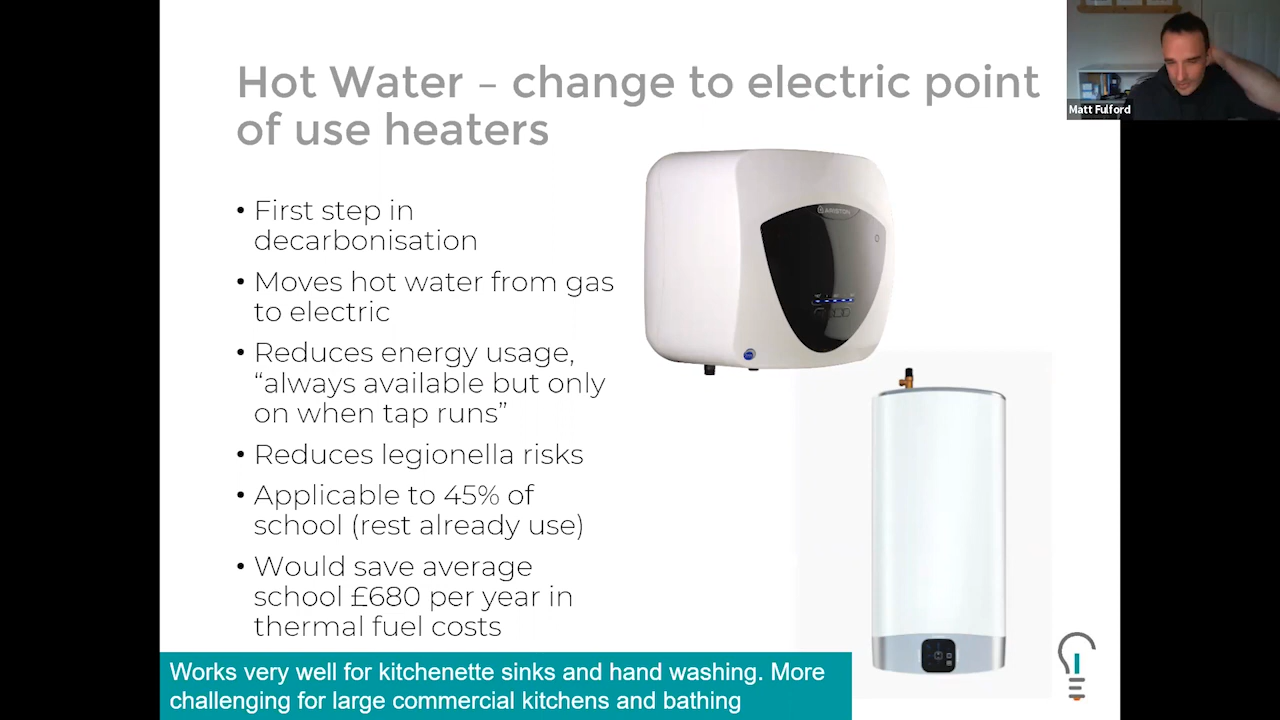 Hot Water – change to electric point
of use heaters
Matt Fulford
• First step in
decarbonisation
• Moves hot water from gas
to electric
• Reduces energy usage,
“always available but only
on when tap runs”
• Reduces legionella risks
• Applicable to 45% of
school (rest already use)
• Would save average
school £680 per year in
thermal fuel costs
ARISTON
Works very well for kitchenette sinks and hand washing. More
challenging for large commercial kitchens and bathing